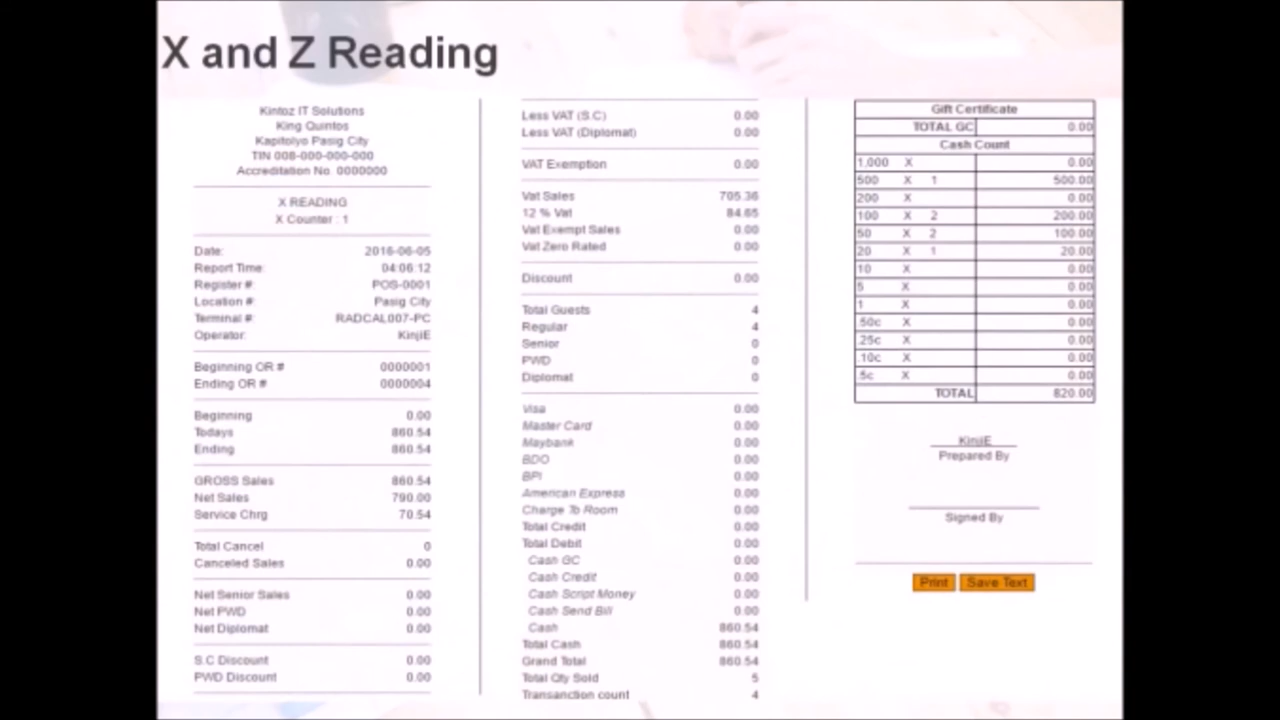 X and Z Reading
Kintoz IT Solutions
King Quintos
Kapitolyo Pasig City
TIN 008-000-000-000
Accreditation No. 0000000
X READING
X Counter : 1
Date: 2016-06-05
Report Time: 04:06:12
Register #: POS-0001
Location #: Pasig City
Terminal #: RADCAL007-PC
Operator: KinjiE
Beginning OR # 0000001
Ending OR # 0000004
Beginning 0.00
Todays 860.54
Ending 860.54
GROSS Sales 860.54
Net Sales 790.00
Service Chrg 70.54
Total Cancel 0
Canceled Sales 0.00
Net Senior Sales 0.00
Net PWD 0.00
Net Diplomat 0.00
S.C Discount 0.00
PWD Discount 0.00
Less VAT (S.C) 0.00
Less VAT (Diplomat) 0.00
VAT Exemption 0.00
Vat Sales 705.36
12 % Vat 84.65
Vat Exempt Sales 0.00
Vat Zero Rated 0.00
Discount 0.00
Total Guests 4
Regular 4
Senior 0
PWD 0
Diplomat 0
Visa 0.00
Master Card 0.00
Maybank 0.00
BDO 0.00
BPI 0.00
American Express 0.00
Charge To Room 0.00
Total Credit 0.00
Total Debit 0.00
Cash GC 0.00
Cash Credit 0.00
Cash Script Money 0.00
Cash Send Bill 0.00
Cash 860.54
Total Cash 860.54
Grand Total 860.54
Total Qty Sold 5
Transanction count 4
Gift Certificate
TOTAL GC 0.00
Cash Count
1,000 X 0.00
500 X 1 500.00
200 X 0.00
100 X 2 200.00
50 X 2 100.00
20 X 1 20.00
10 X 0.00
5 X 0.00
1 X 0.00
.50c X 0.00
.25c X 0.00
.10c X 0.00
.5c X 0.00
TOTAL 820.00
KinjiE
Prepared By
Signed By
Print Save Text